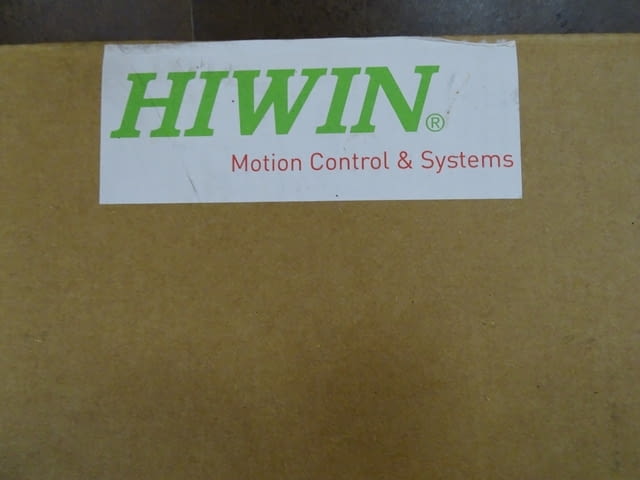 HIWIN®
Motion Control & Systems